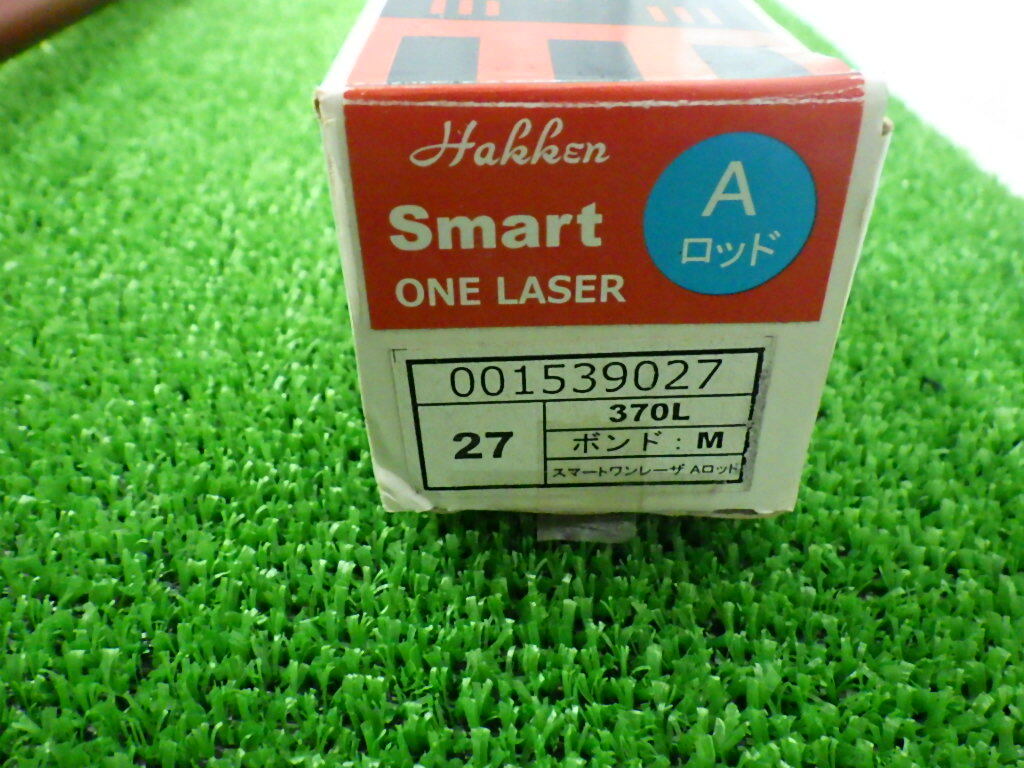 Hakken
Smart
ONE LASER
A
ロッド
001539027
27
370L
ボンド：M
スマートワンレーザ Aロッド